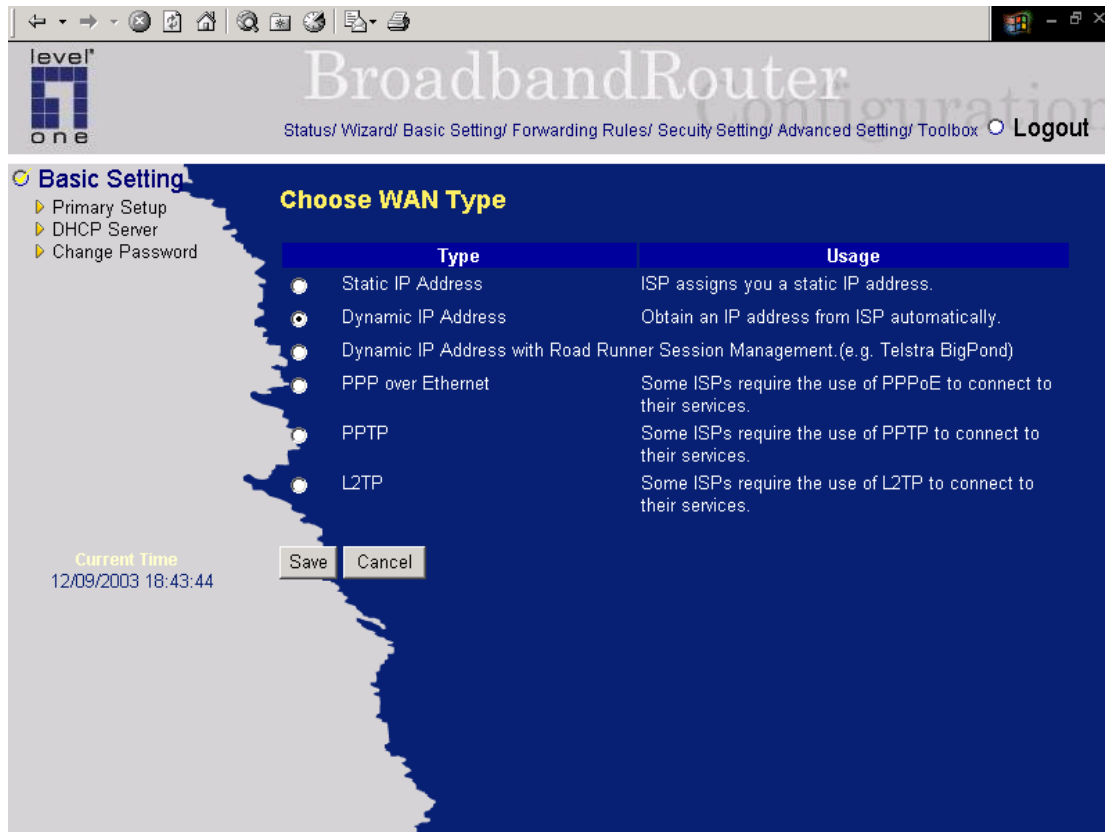 level
one
BroadbandRouter
Configuration
Status/ Wizard/ Basic Setting/ Forwarding Rules/ Secuity Setting/ Advanced Setting/ Toolbox Logout
Basic Setting
Primary Setup
DHCP Server
Change Password
Choose WAN Type
Type Usage
Static IP Address ISP assigns you a static IP address.
Dynamic IP Address Obtain an IP address from ISP automatically.
Dynamic IP Address with Road Runner Session Management.(e.g. Telstra BigPond)
PPP over Ethernet Some ISPs require the use of PPPoE to connect to
their services.
PPTP Some ISPs require the use of PPTP to connect to
their services.
L2TP Some ISPs require the use of L2TP to connect to
their services.
Save Cancel
Current Time
12/09/2003 18:43:44